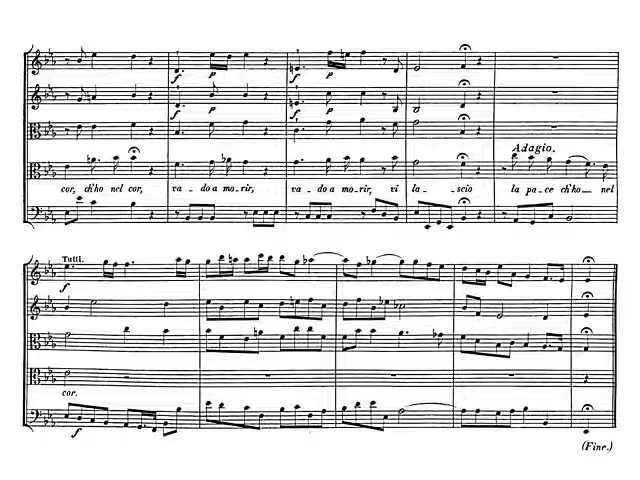 f p f p
f p f p
Adagio.
cor, ch'ho nel cor, va - do a mo-rir, va - do a mo-rir, vi la - scio la pa-ce ch'ho nel
Tutti.
f
cor.
f
(Fine.)